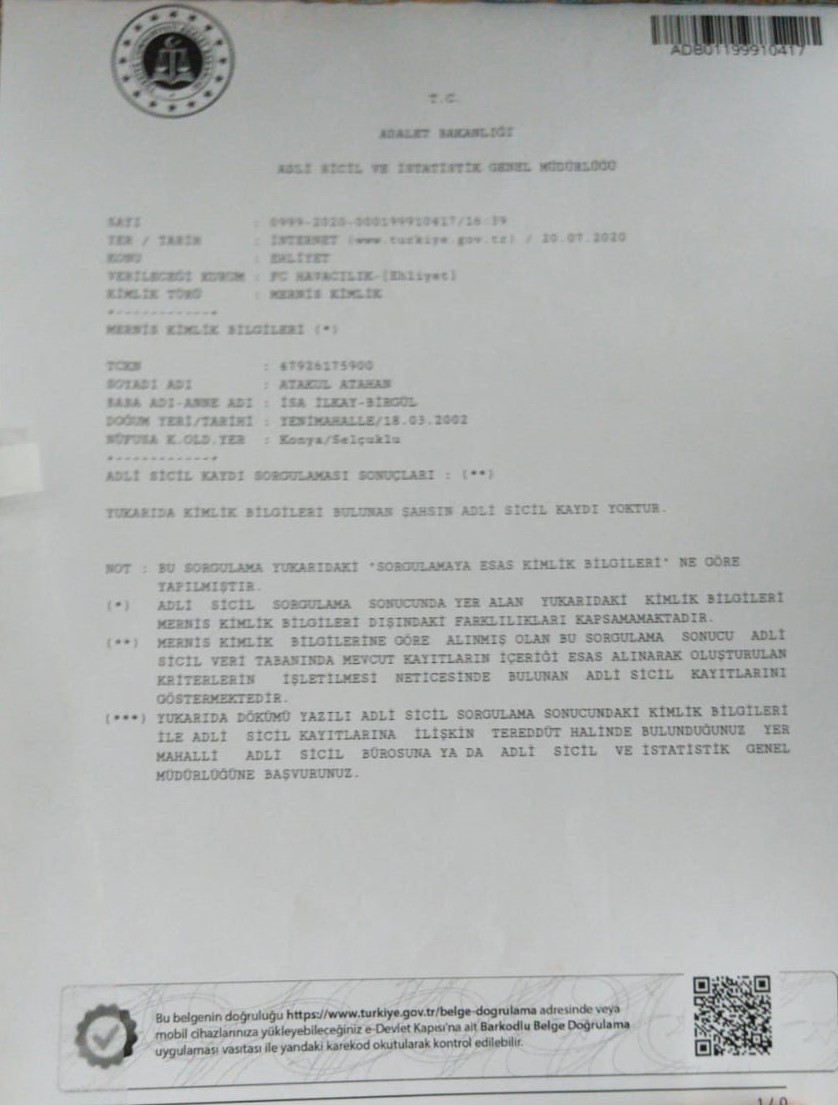 ADB01199910417
T.C.
ADALET BAKANLIĞI
ADLİ SİCİL VE İSTATİSTİK GENEL MÜDÜRLÜĞÜ
SAYI : 0999-2020-000199910417/16:39
YER / TARİH : İNTERNET (www.turkiye.gov.tr) / 20.07.2020
KONU : EHLİYET
VERİLECEĞİ KURUM : FC HAVACILIK-[Ehliyet]
KİMLİK TÜRÜ : MERNİS KİMLİK
*------------*
MERNİS KİMLİK BİLGİLERİ (*)
TCKN : 47926175900
SOYADI ADI : ATAKUL ATAHAN
BABA ADI-ANNE ADI : İSA İLKAY-BİRGÜL
DOĞUM YERİ/TARİHİ : YENİMAHALLE/18.03.2002
NÜFUSA K.OLD.YER : Konya/Selçuklu
*------------*
ADLİ SİCİL KAYDI SORGULAMASI SONUÇLARI : (**)
YUKARIDA KİMLİK BİLGİLERİ BULUNAN ŞAHSIN ADLİ SİCİL KAYDI YOKTUR.
NOT : BU SORGULAMA YUKARIDAKİ "SORGULAMAYA ESAS KİMLİK BİLGİLERİ" NE GÖRE
YAPILMIŞTIR.
(*) ADLİ SİCİL SORGULAMA SONUCUNDA YER ALAN YUKARIDAKİ KİMLİK BİLGİLERİ
MERNİS KİMLİK BİLGİLERİ DIŞINDAKİ FARKLILIKLARI KAPSAMAMAKTADIR.
(**) MERNİS KİMLİK BİLGİLERİNE GÖRE ALINMIŞ OLAN BU SORGULAMA SONUCU ADLİ
SİCİL VERİ TABANINDA MEVCUT KAYITLARIN İÇERİĞİ ESAS ALINARAK OLUŞTURULAN
KRİTERLERİN İŞLETİLMESİ NETİCESİNDE BULUNAN ADLİ SİCİL KAYITLARINI
GÖSTERMEKTEDİR.
(***) YUKARIDA DÖKÜMÜ YAZILI ADLİ SİCİL SORGULAMA SONUCUNDAKİ KİMLİK BİLGİLERİ
İLE ADLİ SİCİL KAYITLARINA İLİŞKİN TEREDDÜT HALİNDE BULUNDUĞUNUZ YER
MAHALLİ ADLİ SİCİL BÜROSUNA YA DA ADLİ SİCİL VE İSTATİSTİK GENEL
MÜDÜRLÜĞÜNE BAŞVURUNUZ.
Bu belgenin doğruluğu https://www.turkiye.gov.tr/belge-dogrulama adresinde veya
mobil cihazlarınıza yükleyebileceğiniz e-Devlet Kapısı'na ait Barkodlu Belge Doğrulama
uygulaması vasıtası ile yandaki karekod okutularak kontrol edilebilir.